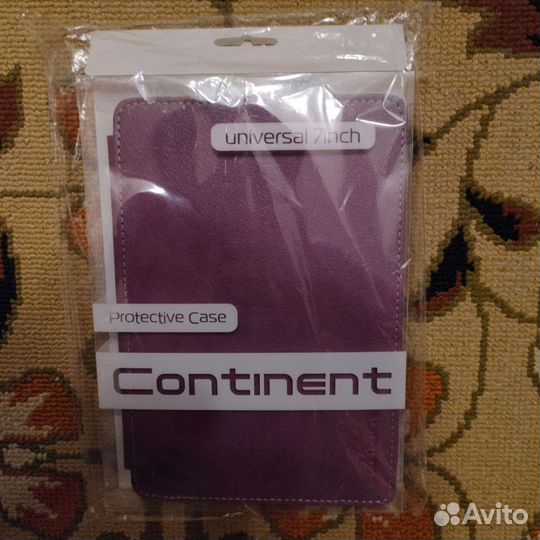 universal 7inch
Protective Case
Continent
Avito